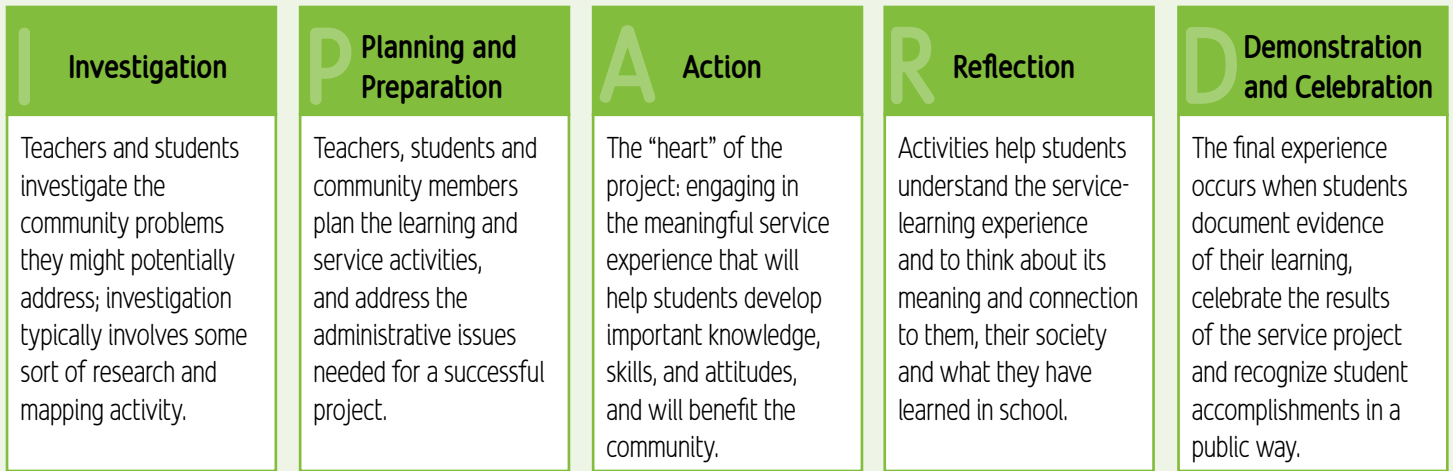 I
Investigation
Teachers and students
investigate the
community problems
they might potentially
address; investigation
typically involves some
sort of research and
mapping activity.
P
Planning and
Preparation
Teachers, students and
community members
plan the learning and
service activities,
and address the
administrative issues
needed for a successful
project.
A
Action
The “heart” of the
project: engaging in
the meaningful service
experience that will
help students develop
important knowledge,
skills, and attitudes,
and will benefit the
community.
R
Reflection
Activities help students
understand the service-
learning experience
and to think about its
meaning and connection
to them, their society
and what they have
learned in school.
D
Demonstration
and Celebration
The final experience
occurs when students
document evidence
of their learning,
celebrate the results
of the service project
and recognize student
accomplishments in a
public way.